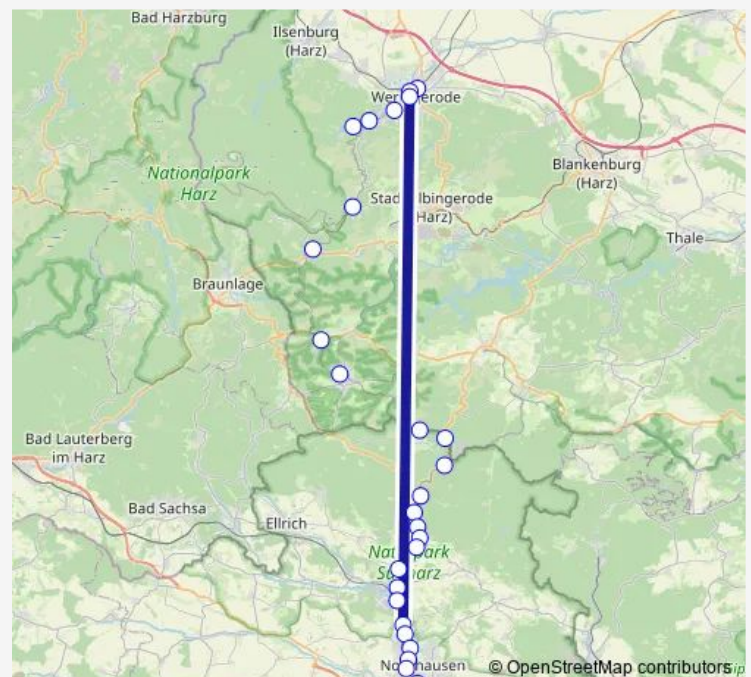 Bad Harzburg
Ilsenburg
(Harz)
Nationalpark
Harz
Blankenburg
(Harz)
Harz)
Thale
Braunlage
Bad Lauterberg
im Harz
Bad Sachsa
Ellrich
© OpenStreetMap contributors